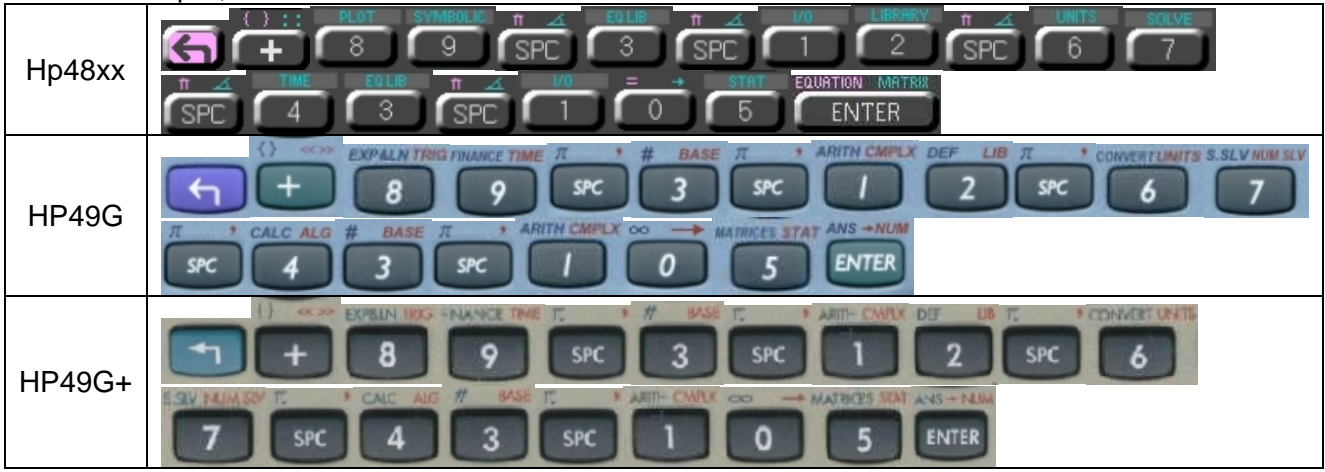 { } :: PLOT SYMBOLIC π ∡ EQ LIB π ∡ I/O LIBRARY π ∡ UNITS SOLVE
Hp48xx
+ 8 9 SPC 3 SPC 1 2 SPC 6 7
π ∡ TIME EQ LIB π ∡ I/O = → STAT EQUATION MATRIX
SPC 4 3 SPC 1 0 5 ENTER
{} «» EXP&LN TRIG FINANCE TIME π , # BASE π , ARITH CMPLX DEF LIB π , CONVERT UNITS S.SLV NUM SLV
HP49G
+ 8 9 SPC 3 SPC 1 2 SPC 6 7
π , CALC ALG # BASE π , ARITH CMPLX ∞ → MATRICES STAT ANS →NUM
SPC 4 3 SPC 1 0 5 ENTER
{} «» EXP&LN TRIG FINANCE TIME π , # BASE π , ARITH CMPLX DEF LIB π , CONVERT UNITS
HP49G+
+ 8 9 SPC 3 SPC 1 2 SPC 6
S.SLV NUM SLV π , CALC ALG # BASE π , ARITH CMPLX ∞ → MATRICES STAT ANS →NUM
7 SPC 4 3 SPC 1 0 5 ENTER